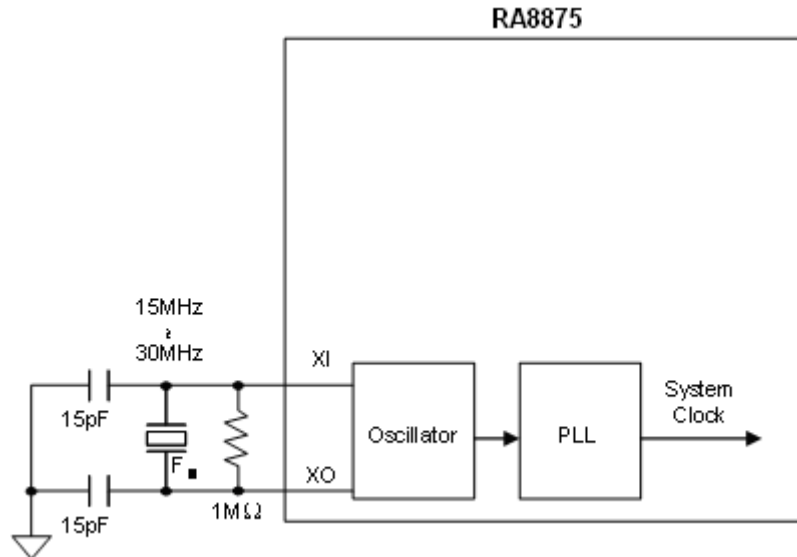 RA8875
15MHz
~
30MHz
XI
15pF
Oscillator
PLL
System
Clock
F
XO
15pF
1MΩ